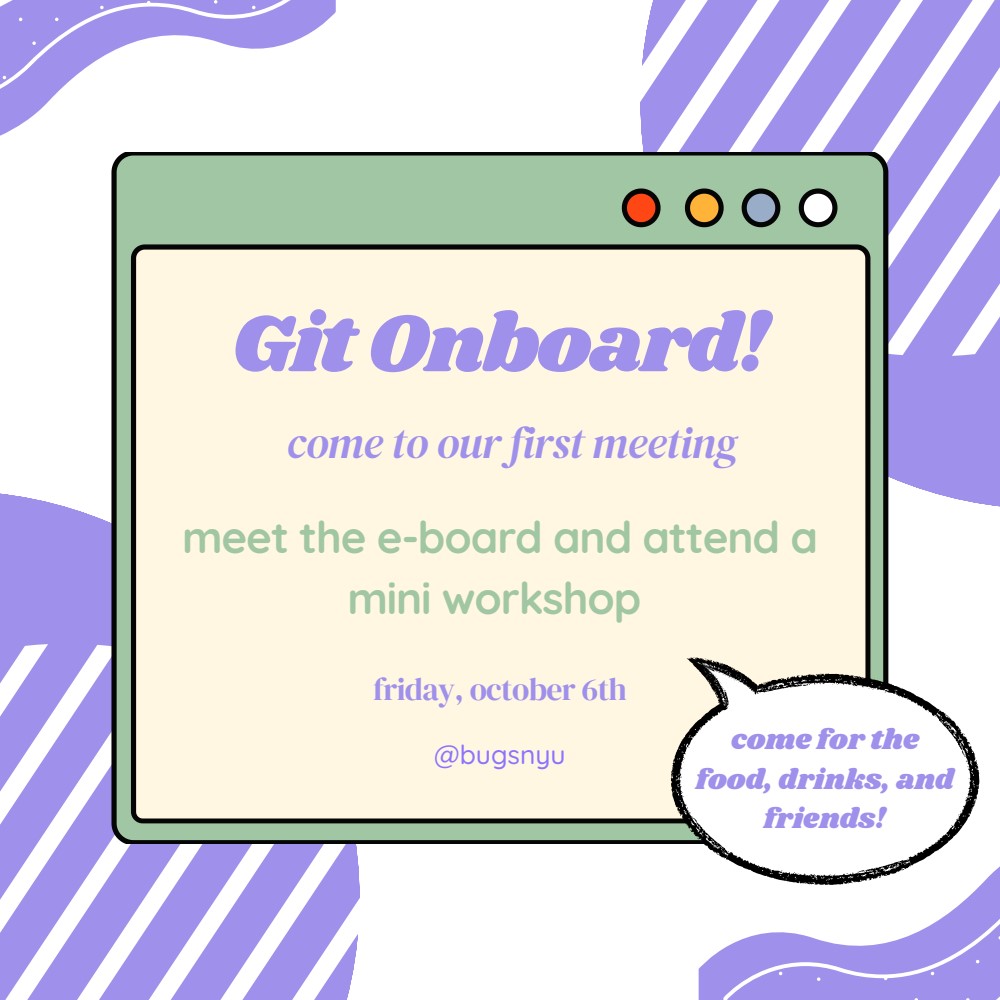 Git Onboard!
come to our first meeting
meet the e-board and attend a
mini workshop
friday, october 6th
@bugsnyu
come for the
food, drinks, and
friends!